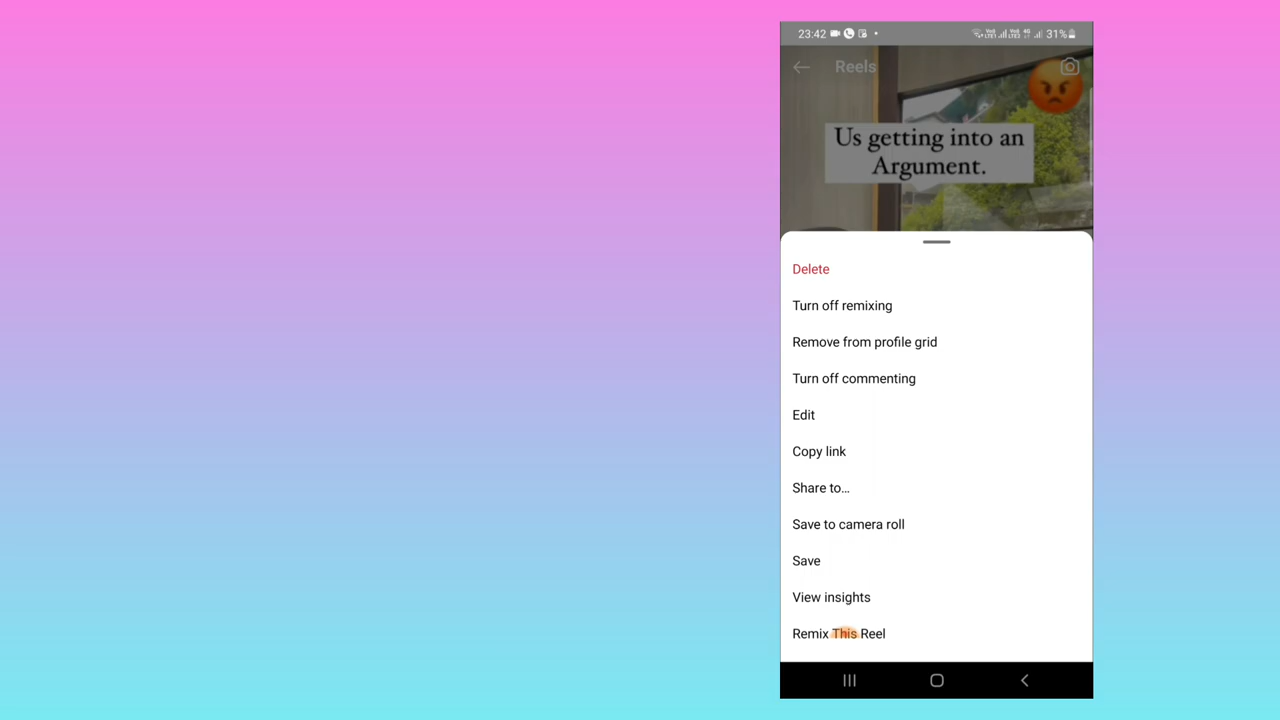 23:42 31%
Reels
Us getting into an
Argument.
Delete
Turn off remixing
Remove from profile grid
Turn off commenting
Edit
Copy link
Share to...
Save to camera roll
Save
View insights
Remix This Reel